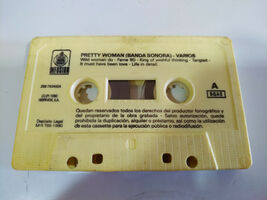 PRETTY WOMAN (BANDA SONORA) - VARIOS
Wild women do - Fame 90 - King of wishful thinking - Tangled -
It must have been love - Life in detail
A
SGAE
Quedan reservados todos los derechos del productor fonográfico y
del propietario de la obra grabada - Salvo autorización, queda
prohibida la duplicación, alquiler o préstamo, así como la utilización
de esta cassette para la ejecución pública o radiodifusión.
Depósito Legal